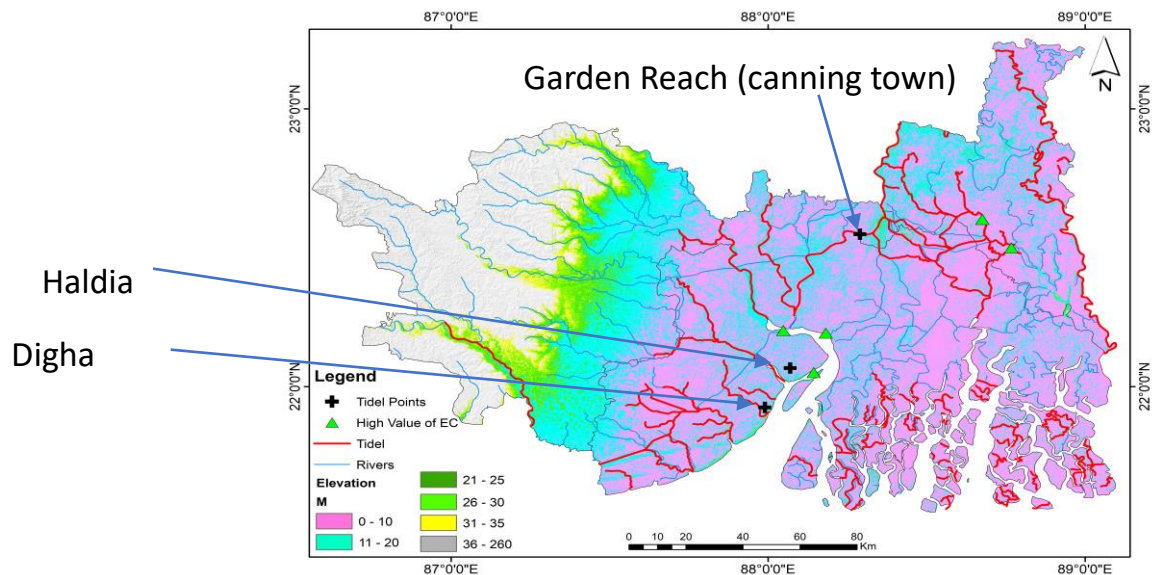 87°0'0"E 88°0'0"E 89°0'0"E
Garden Reach (canning town)
N
23°0'0"N 23°0'0"N
Haldia
Digha
22°0'0"N 22°0'0"N
Legend
Tidel Points
High Value of EC
Tidel
Rivers
Elevation
M
0 - 10
11 - 20
21 - 25
26 - 30
31 - 35
36 - 260
0 10 20 40 60 80
Km
87°0'0"E 88°0'0"E 89°0'0"E